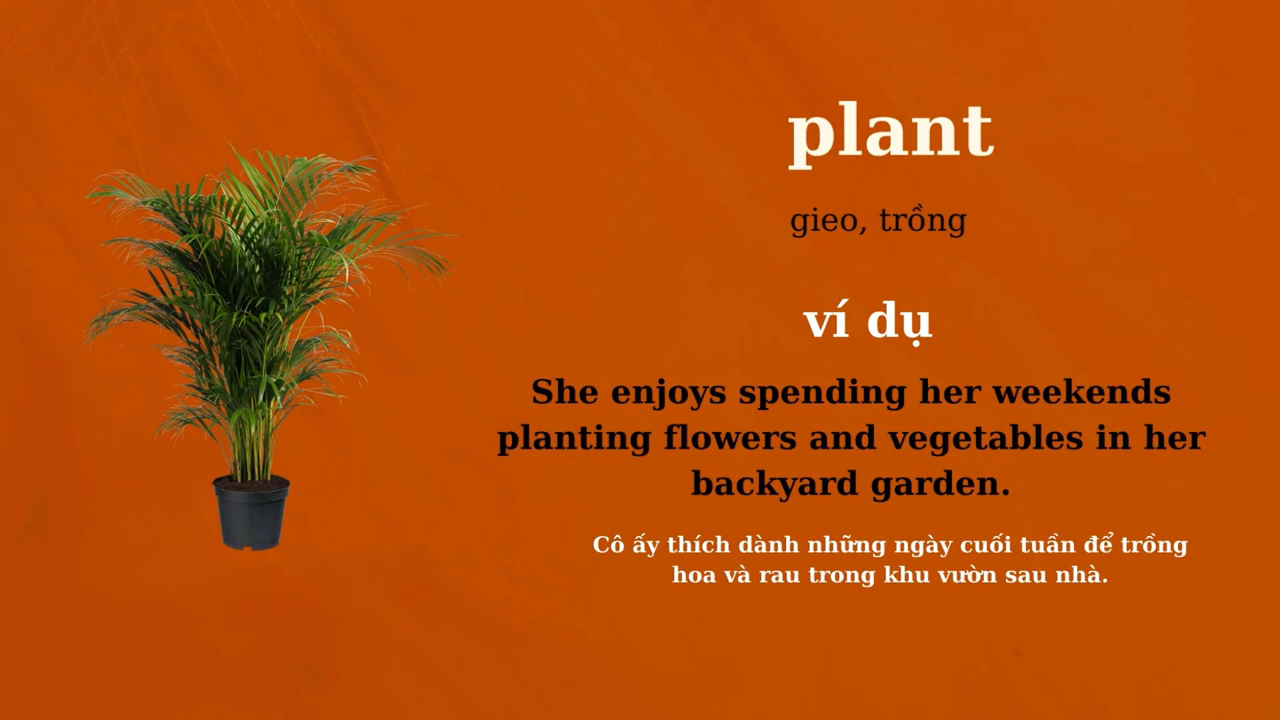 plant
gieo, trồng
ví dụ
She enjoys spending her weekends
planting flowers and vegetables in her
backyard garden.
Cô ấy thích dành những ngày cuối tuần để trồng
hoa và rau trong khu vườn sau nhà.